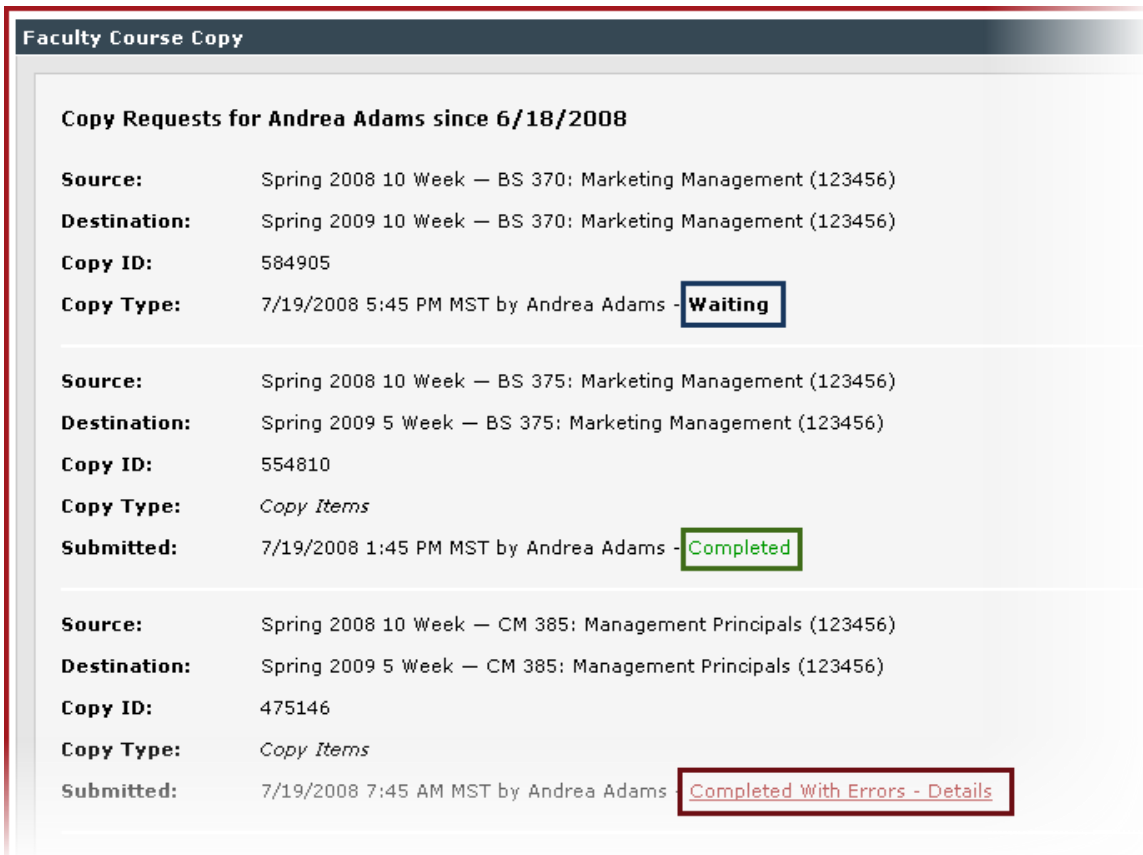 Faculty Course Copy
Copy Requests for Andrea Adams since 6/18/2008
Source: Spring 2008 10 Week — BS 370: Marketing Management (123456)
Destination: Spring 2009 10 Week — BS 370: Marketing Management (123456)
Copy ID: 584905
Copy Type: 7/19/2008 5:45 PM MST by Andrea Adams - Waiting
Source: Spring 2008 10 Week — BS 375: Marketing Management (123456)
Destination: Spring 2009 5 Week — BS 375: Marketing Management (123456)
Copy ID: 554810
Copy Type: Copy Items
Submitted: 7/19/2008 1:45 PM MST by Andrea Adams - Completed
Source: Spring 2008 10 Week — CM 385: Management Principals (123456)
Destination: Spring 2009 5 Week — CM 385: Management Principals (123456)
Copy ID: 475146
Copy Type: Copy Items
Submitted: 7/19/2008 7:45 AM MST by Andrea Adams - Completed With Errors - Details